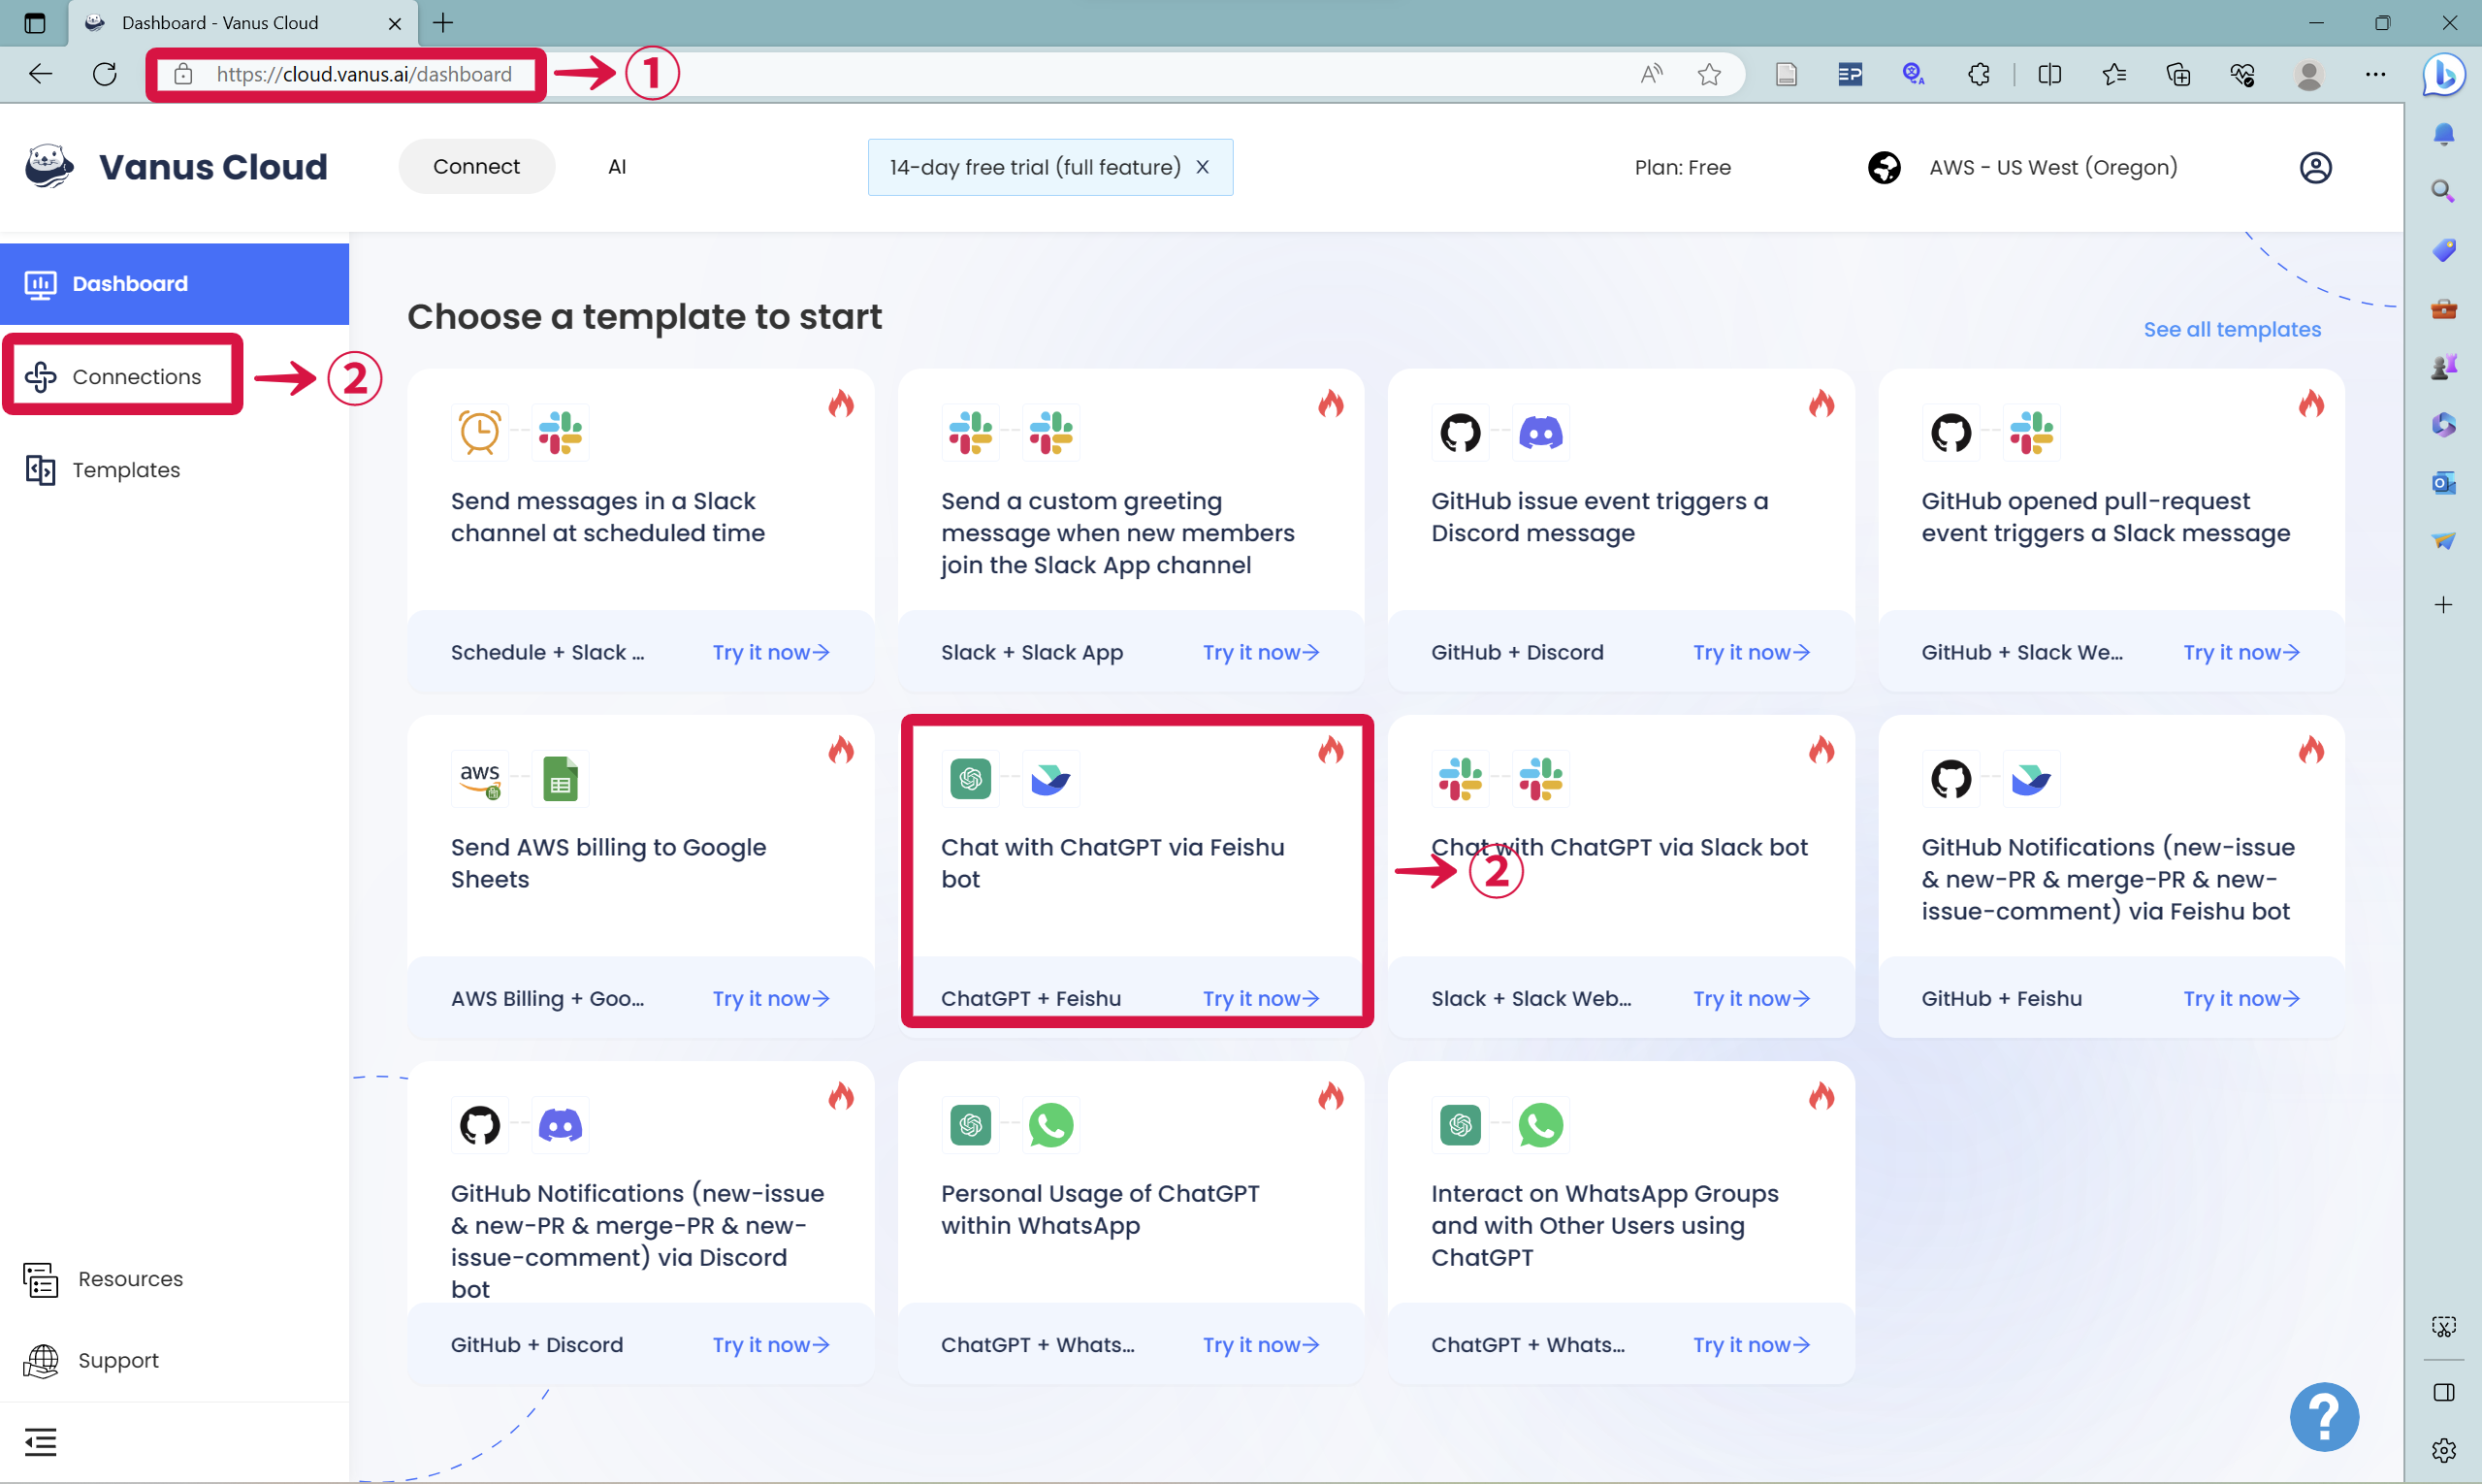 Dashboard - Vanus Cloud
https://cloud.vanus.ai/dashboard
1
Vanus Cloud
Connect
AI
14-day free trial (full feature) X
Plan: Free
AWS - US West (Oregon)
Dashboard
Connections
2
Templates
Resources
Support
Choose a template to start
See all templates
Send messages in a Slack
channel at scheduled time
Schedule + Slack ...
Try it now→
Send a custom greeting
message when new members
join the Slack App channel
Slack + Slack App
Try it now→
GitHub issue event triggers a
Discord message
GitHub + Discord
Try it now→
GitHub opened pull-request
event triggers a Slack message
GitHub + Slack We...
Try it now→
aws
Send AWS billing to Google
Sheets
AWS Billing + Goo...
Try it now→
Chat with ChatGPT via Feishu
bot
ChatGPT + Feishu
Try it now→
2
Chat with ChatGPT via Slack bot
Slack + Slack Web...
Try it now→
GitHub Notifications (new-issue
& new-PR & merge-PR & new-
issue-comment) via Feishu bot
GitHub + Feishu
Try it now→
GitHub Notifications (new-issue
& new-PR & merge-PR & new-
issue-comment) via Discord
bot
GitHub + Discord
Try it now→
Personal Usage of ChatGPT
within WhatsApp
ChatGPT + Whats...
Try it now→
Interact on WhatsApp Groups
and with Other Users using
ChatGPT
ChatGPT + Whats...
Try it now→
?